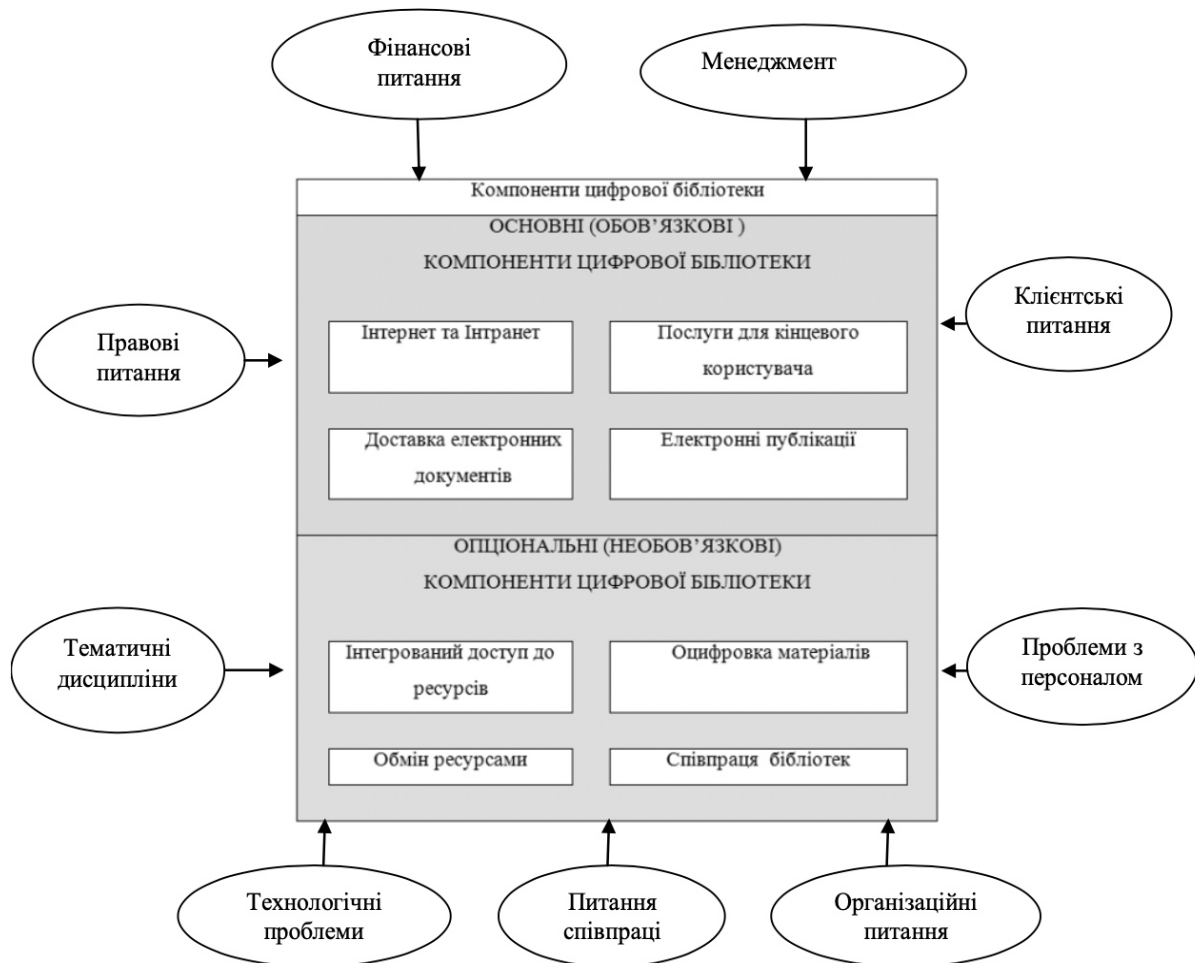 Фінансові
питання
Менеджмент
Компоненти цифрової бібліотеки
ОСНОВНІ (ОБОВ’ЯЗКОВІ )
КОМПОНЕНТИ ЦИФРОВОЇ БІБЛІОТЕКИ
Правові
питання
Інтернет та Інтранет
Послуги для кінцевого
користувача
Клієнтські
питання
Доставка електронних
документів
Електронні публікації
ОПЦІОНАЛЬНІ (НЕОБОВ’ЯЗКОВІ)
КОМПОНЕНТИ ЦИФРОВОЇ БІБЛІОТЕКИ
Тематичні
дисципліни
Інтегрований доступ до
ресурсів
Оцифровка матеріалів
Проблеми з
персоналом
Обмін ресурсами
Співпраця бібліотек
Технологічні
проблеми
Питання
співпраці
Організаційні
питання